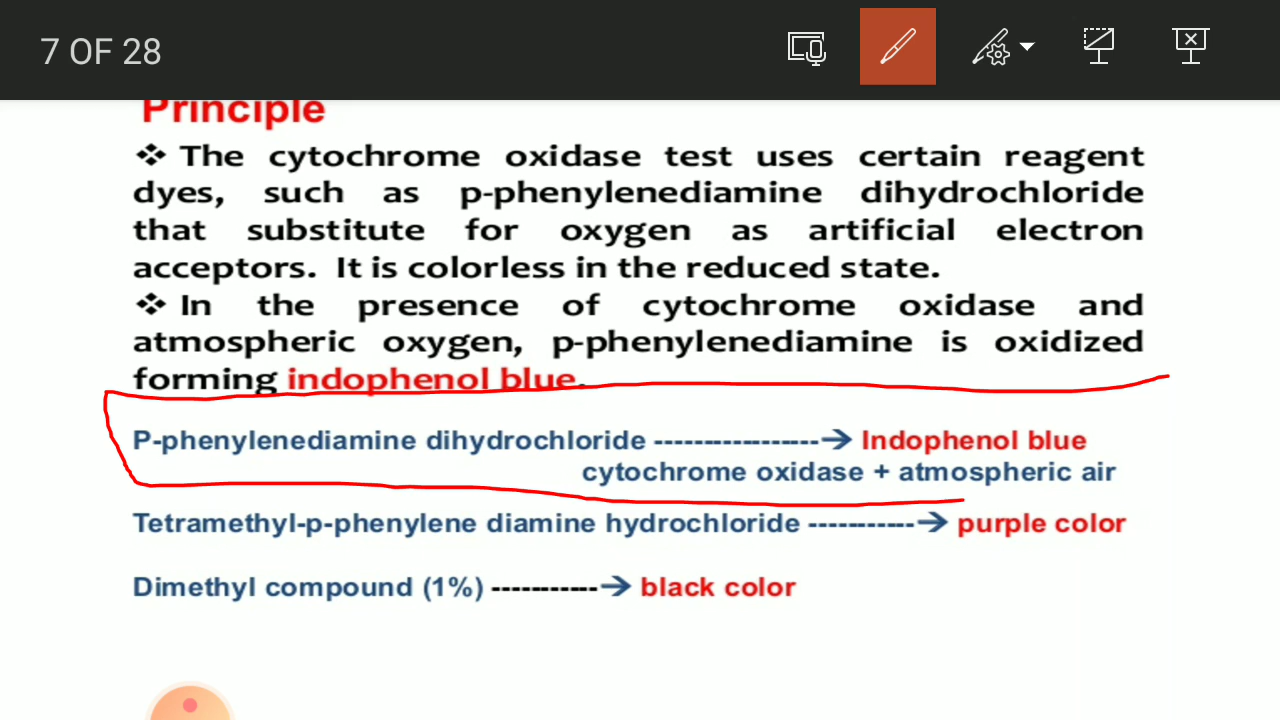 7 OF 28
Principle
❖ The cytochrome oxidase test uses certain reagent
dyes, such as p-phenylenediamine dihydrochloride
that substitute for oxygen as artificial electron
acceptors. It is colorless in the reduced state.
❖ In the presence of cytochrome oxidase and
atmospheric oxygen, p-phenylenediamine is oxidized
forming indophenol blue.
P-phenylenediamine dihydrochloride -----------------→ Indophenol blue
cytochrome oxidase + atmospheric air
Tetramethyl-p-phenylene diamine hydrochloride -----------→ purple color
Dimethyl compound (1%) -----------→ black color